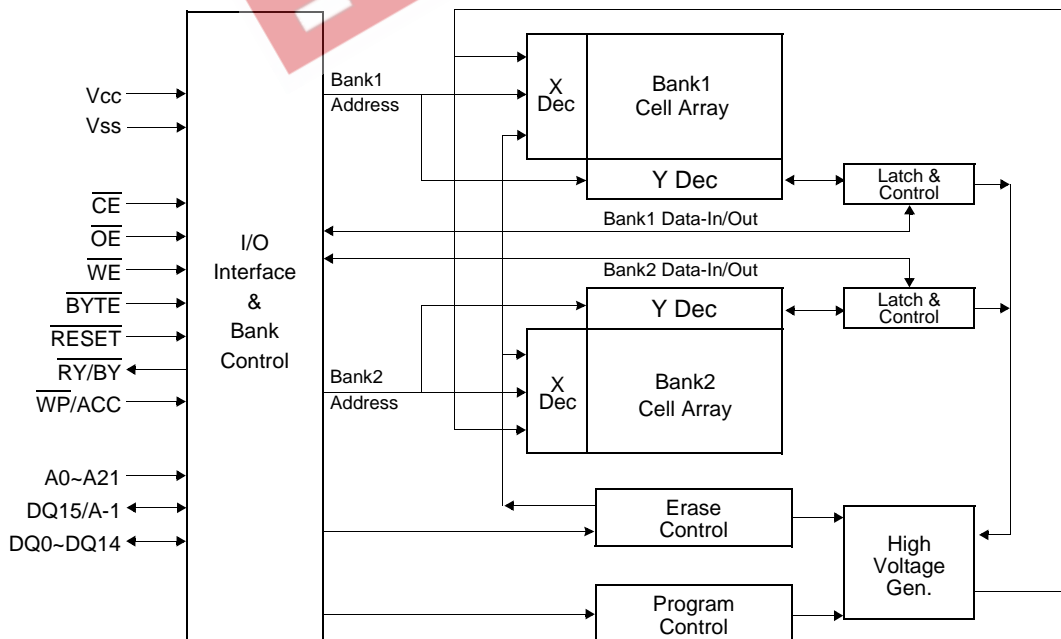 Vcc
Vss
CE
OE
WE
BYTE
RESET
RY/BY
WP/ACC
A0~A21
DQ15/A-1
DQ0~DQ14
I/O
Interface
&
Bank
Control
Bank1
Address
X
Dec
Bank1
Cell Array
Y Dec
Latch &
Control
Bank1 Data-In/Out
Bank2 Data-In/Out
Y Dec
Latch &
Control
Bank2
Address
X
Dec
Bank2
Cell Array
Erase
Control
High
Voltage
Gen.
Program
Control